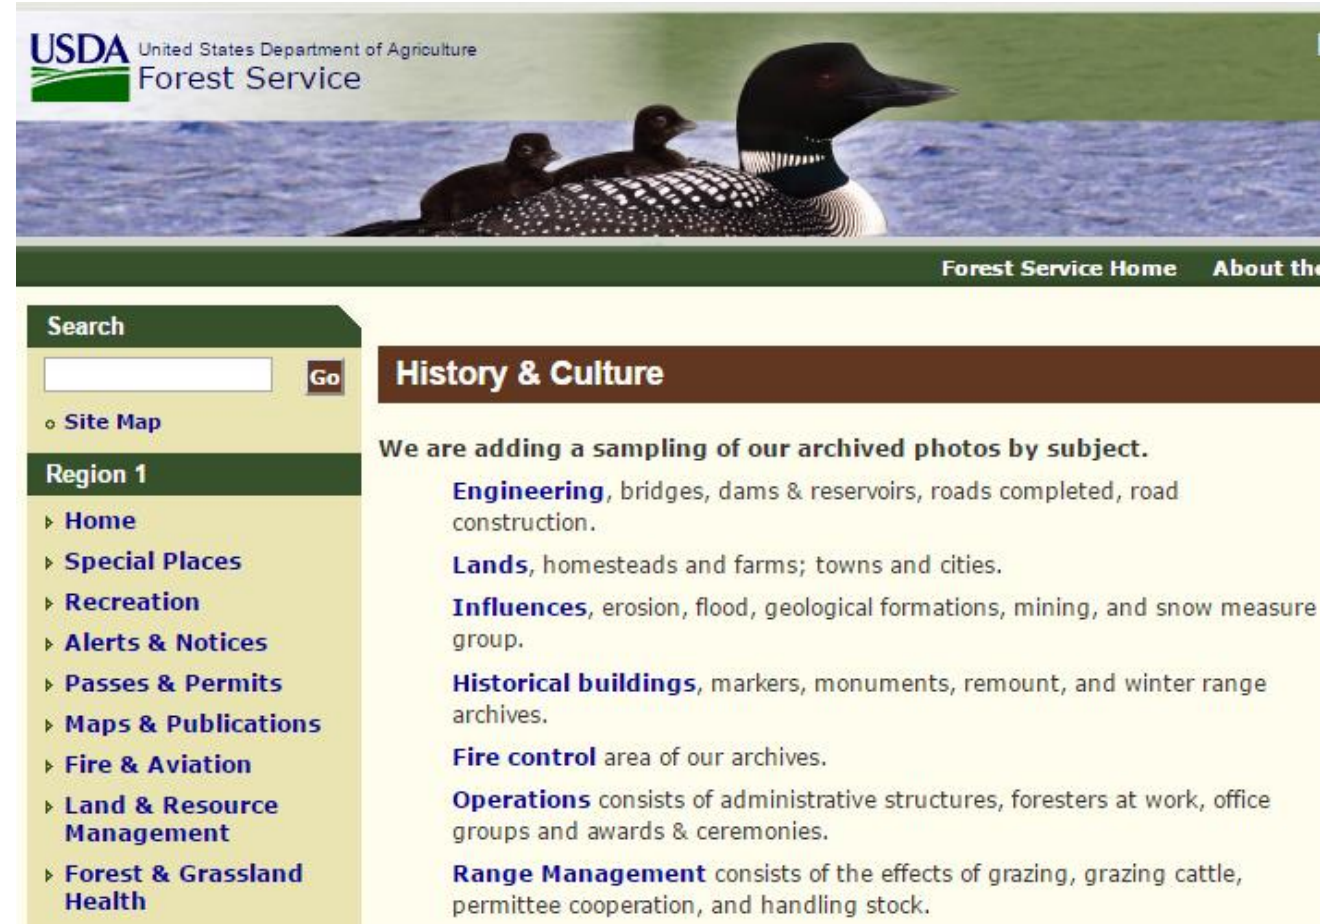 USDA United States Department of Agriculture
Forest Service
Forest Service Home About the
Search
Go
Site Map
Region 1
Home
Special Places
Recreation
Alerts & Notices
Passes & Permits
Maps & Publications
Fire & Aviation
Land & Resource
Management
Forest & Grassland
Health
History & Culture
We are adding a sampling of our archived photos by subject.
Engineering, bridges, dams & reservoirs, roads completed, road
construction.
Lands, homesteads and farms; towns and cities.
Influences, erosion, flood, geological formations, mining, and snow measure
group.
Historical buildings, markers, monuments, remount, and winter range
archives.
Fire control area of our archives.
Operations consists of administrative structures, foresters at work, office
groups and awards & ceremonies.
Range Management consists of the effects of grazing, grazing cattle,
permittee cooperation, and handling stock.